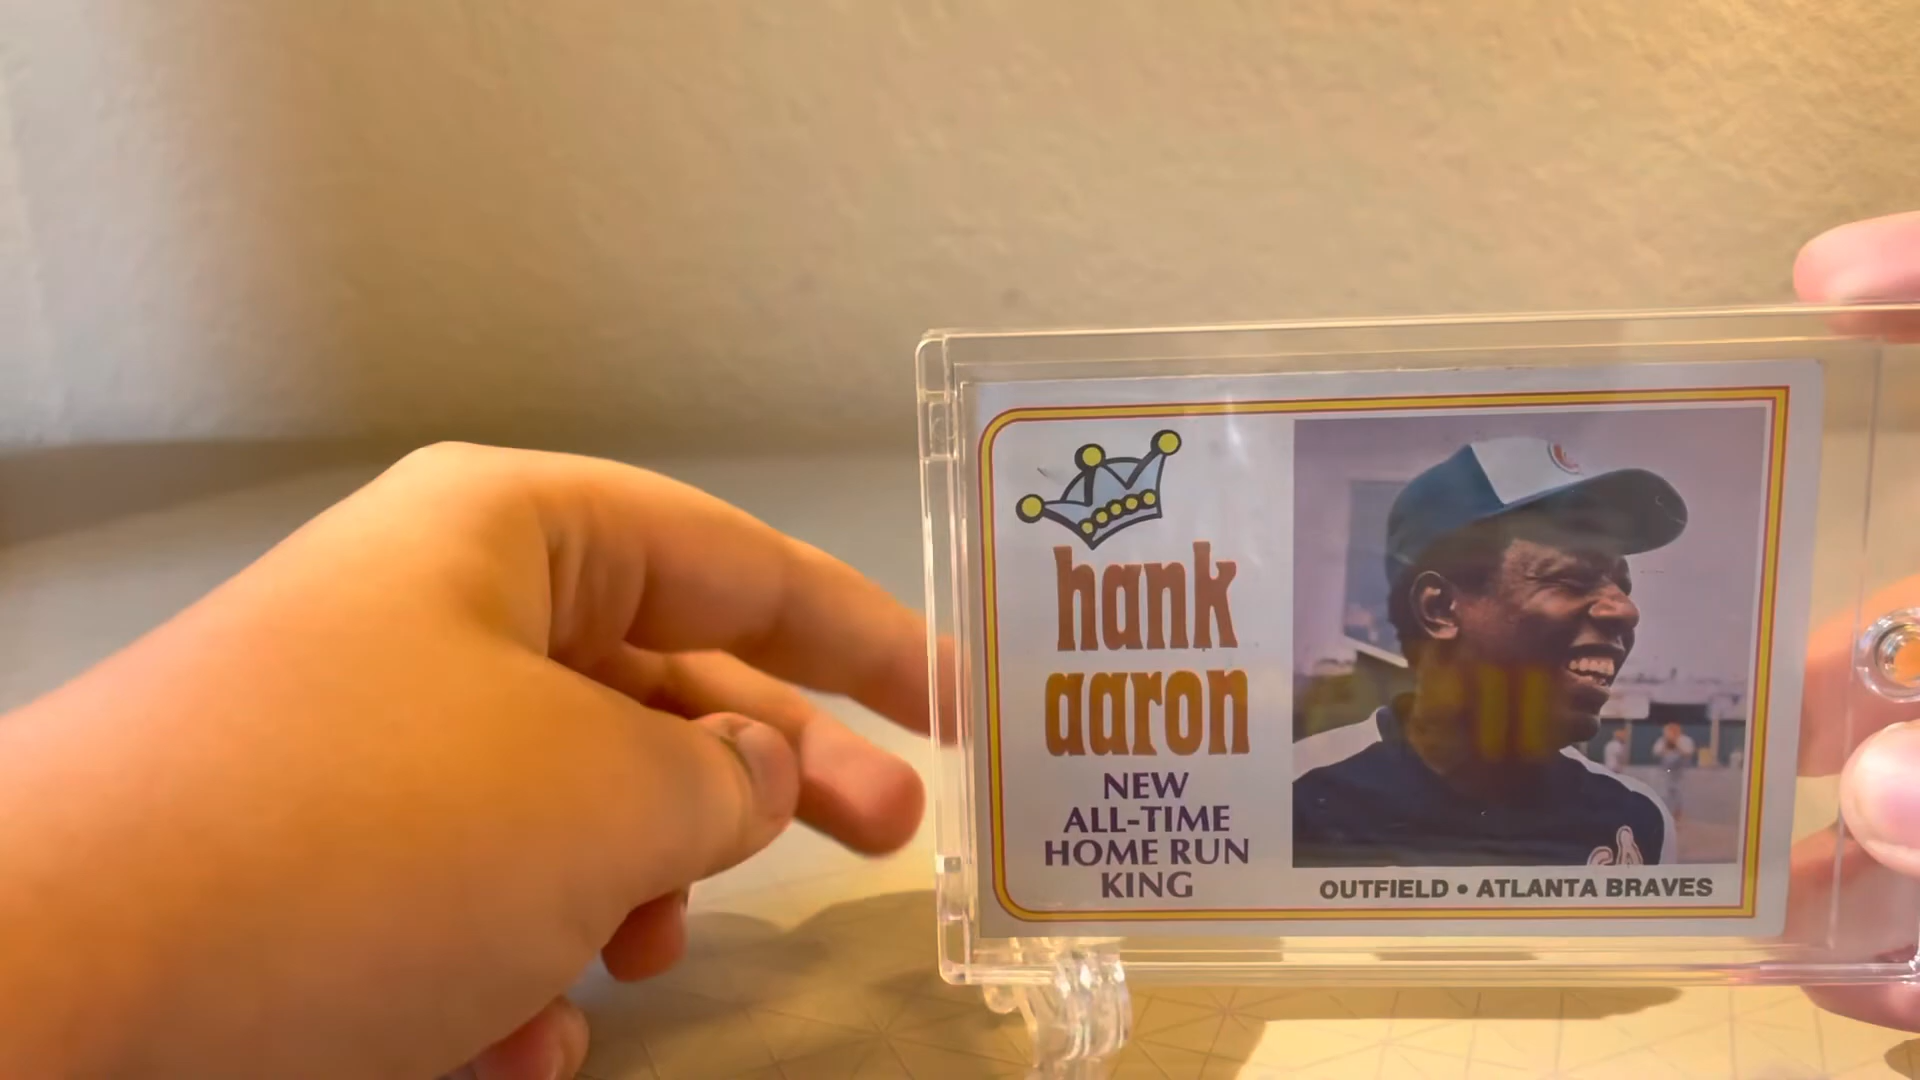 hank
aaron
NEW
ALL-TIME
HOME RUN
KING
OUTFIELD • ATLANTA BRAVES